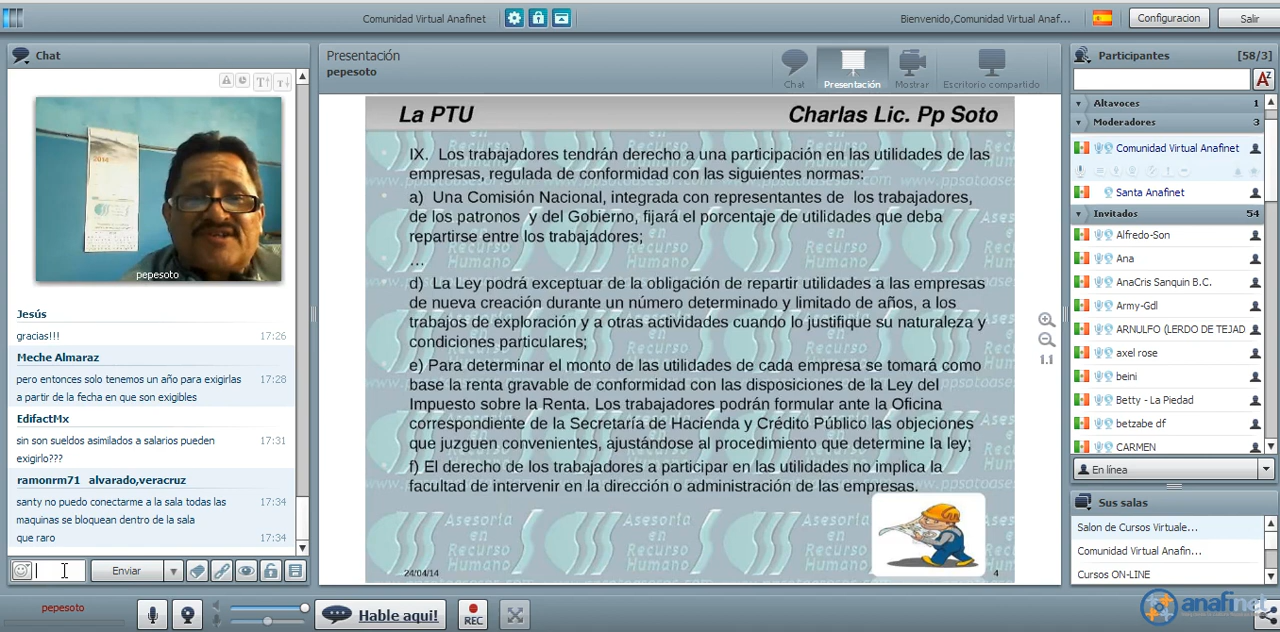 Comunidad Virtual Anafinet
Bienvenido,Comunidad Virtual Anaf...
Configuracion
Salir
Chat
T↑
T↓
2014
pepesoto
Jesús
gracias!!!
17:26
Meche Almaraz
pero entonces solo tenemos un año para exigirlas
17:28
a partir de la fecha en que son exigibles
EdifactMx
sin son sueldos asimilados a salarios pueden
17:31
exigirlo???
ramonrm71 alvarado,veracruz
santy no puedo conectarme a la sala todas las
17:34
maquinas se bloquean dentro de la sala
que raro
17:34
Enviar
Presentación
pepesoto
Chat
Presentación
Mostrar
Escritorio compartido
La PTU
Charlas Lic. Pp Soto
IX. Los trabajadores tendrán derecho a una participación en las utilidades de las
empresas, regulada de conformidad con las siguientes normas:
a) Una Comisión Nacional, integrada con representantes de los trabajadores,
de los patronos y del Gobierno, fijará el porcentaje de utilidades que deba
repartirse entre los trabajadores;
...
d) La Ley podrá exceptuar de la obligación de repartir utilidades a las empresas
de nueva creación durante un número determinado y limitado de años, a los
trabajos de exploración y a otras actividades cuando lo justifique su naturaleza y
condiciones particulares;
e) Para determinar el monto de las utilidades de cada empresa se tomará como
base la renta gravable de conformidad con las disposiciones de la Ley del
Impuesto sobre la Renta. Los trabajadores podrán formular ante la Oficina
correspondiente de la Secretaría de Hacienda y Crédito Público las objeciones
que juzguen convenientes, ajustándose al procedimiento que determine la ley;
f) El derecho de los trabajadores a participar en las utilidades no implica la
facultad de intervenir en la dirección o administración de las empresas.
Asesoría
en
Recurso
Humano
24/04/14
4
1.1
Participantes
[58/3]
Altavoces
1
Moderadores
3
Comunidad Virtual Anafinet
Santa Anafinet
Invitados
54
Alfredo-Son
Ana
AnaCris Sanquin B.C.
Army-Gdl
ARNULFO (LERDO DE TEJAD
axel rose
beini
Betty - La Piedad
betzabe df
CARMEN
En línea
Sus salas
Salon de Cursos Virtuale...
Comunidad Virtual Anafin...
Cursos ON-LINE
pepesoto
Hable aqui!
REC
anafinet